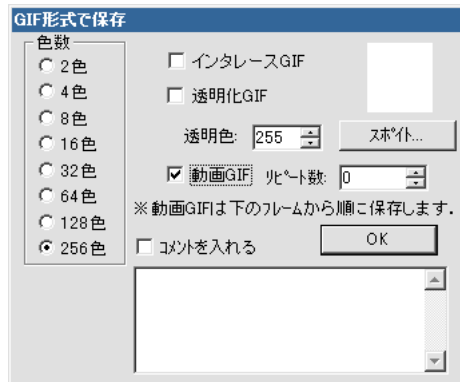 GIF形式で保存
色数
2色
4色
8色
16色
32色
64色
128色
256色
インタレースGIF
透明化GIF
透明色: 255
スポイト...
動画GIF リピート数: 0
※動画GIFは下のフレームから順に保存します.
コメントを入れる
OK